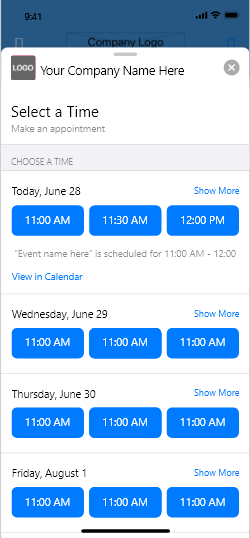 9:41
Company Logo
LOGO
Your Company Name Here
Select a Time
Make an appointment
CHOOSE A TIME
Today, June 28 Show More
11:00 AM 11:30 AM 12:00 PM
"Event name here" is scheduled for 11:00 AM - 12:00
View in Calendar
Wednesday, June 29 Show More
11:00 AM 11:00 AM 11:00 AM
Thursday, June 30 Show More
11:00 AM 11:00 AM 11:00 AM
Friday, August 1 Show More
11:00 AM 11:00 AM 11:00 AM